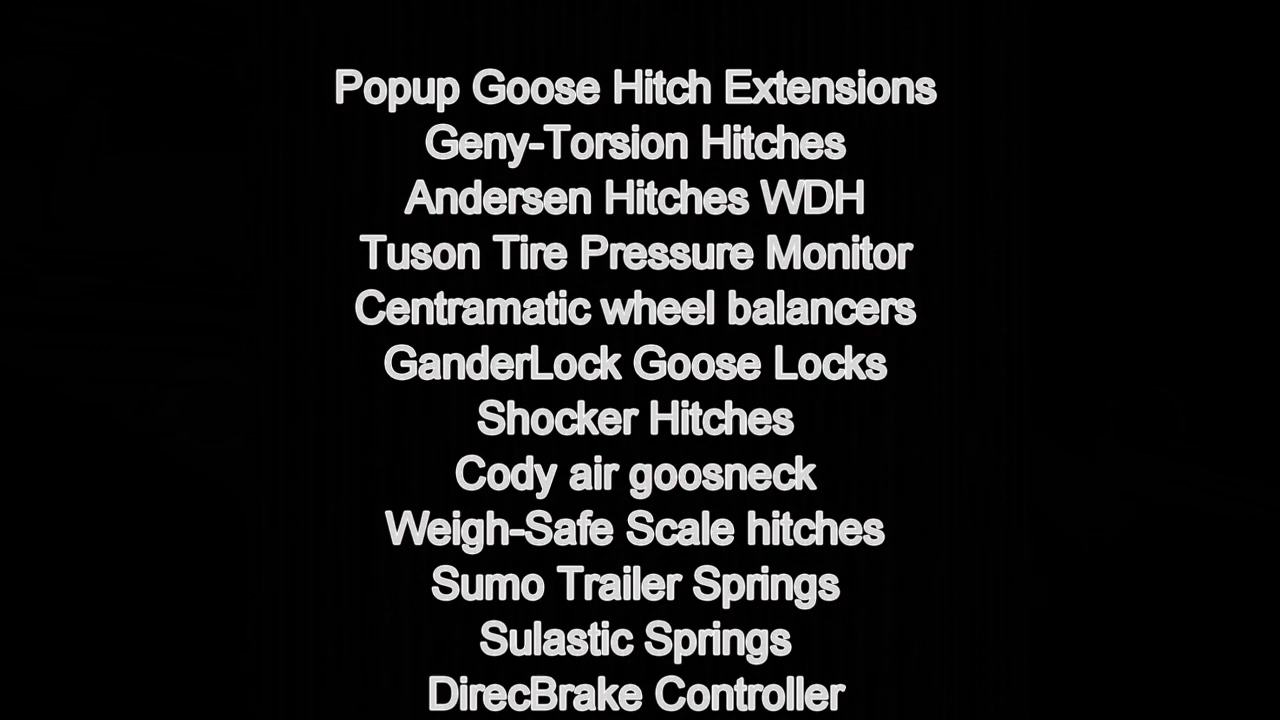 Popup Goose Hitch Extensions
Geny-Torsion Hitches
Andersen Hitches WDH
Tuson Tire Pressure Monitor
Centramatic wheel balancers
GanderLock Goose Locks
Shocker Hitches
Cody air goosneck
Weigh-Safe Scale hitches
Sumo Trailer Springs
Sulastic Springs
DirecBrake Controller